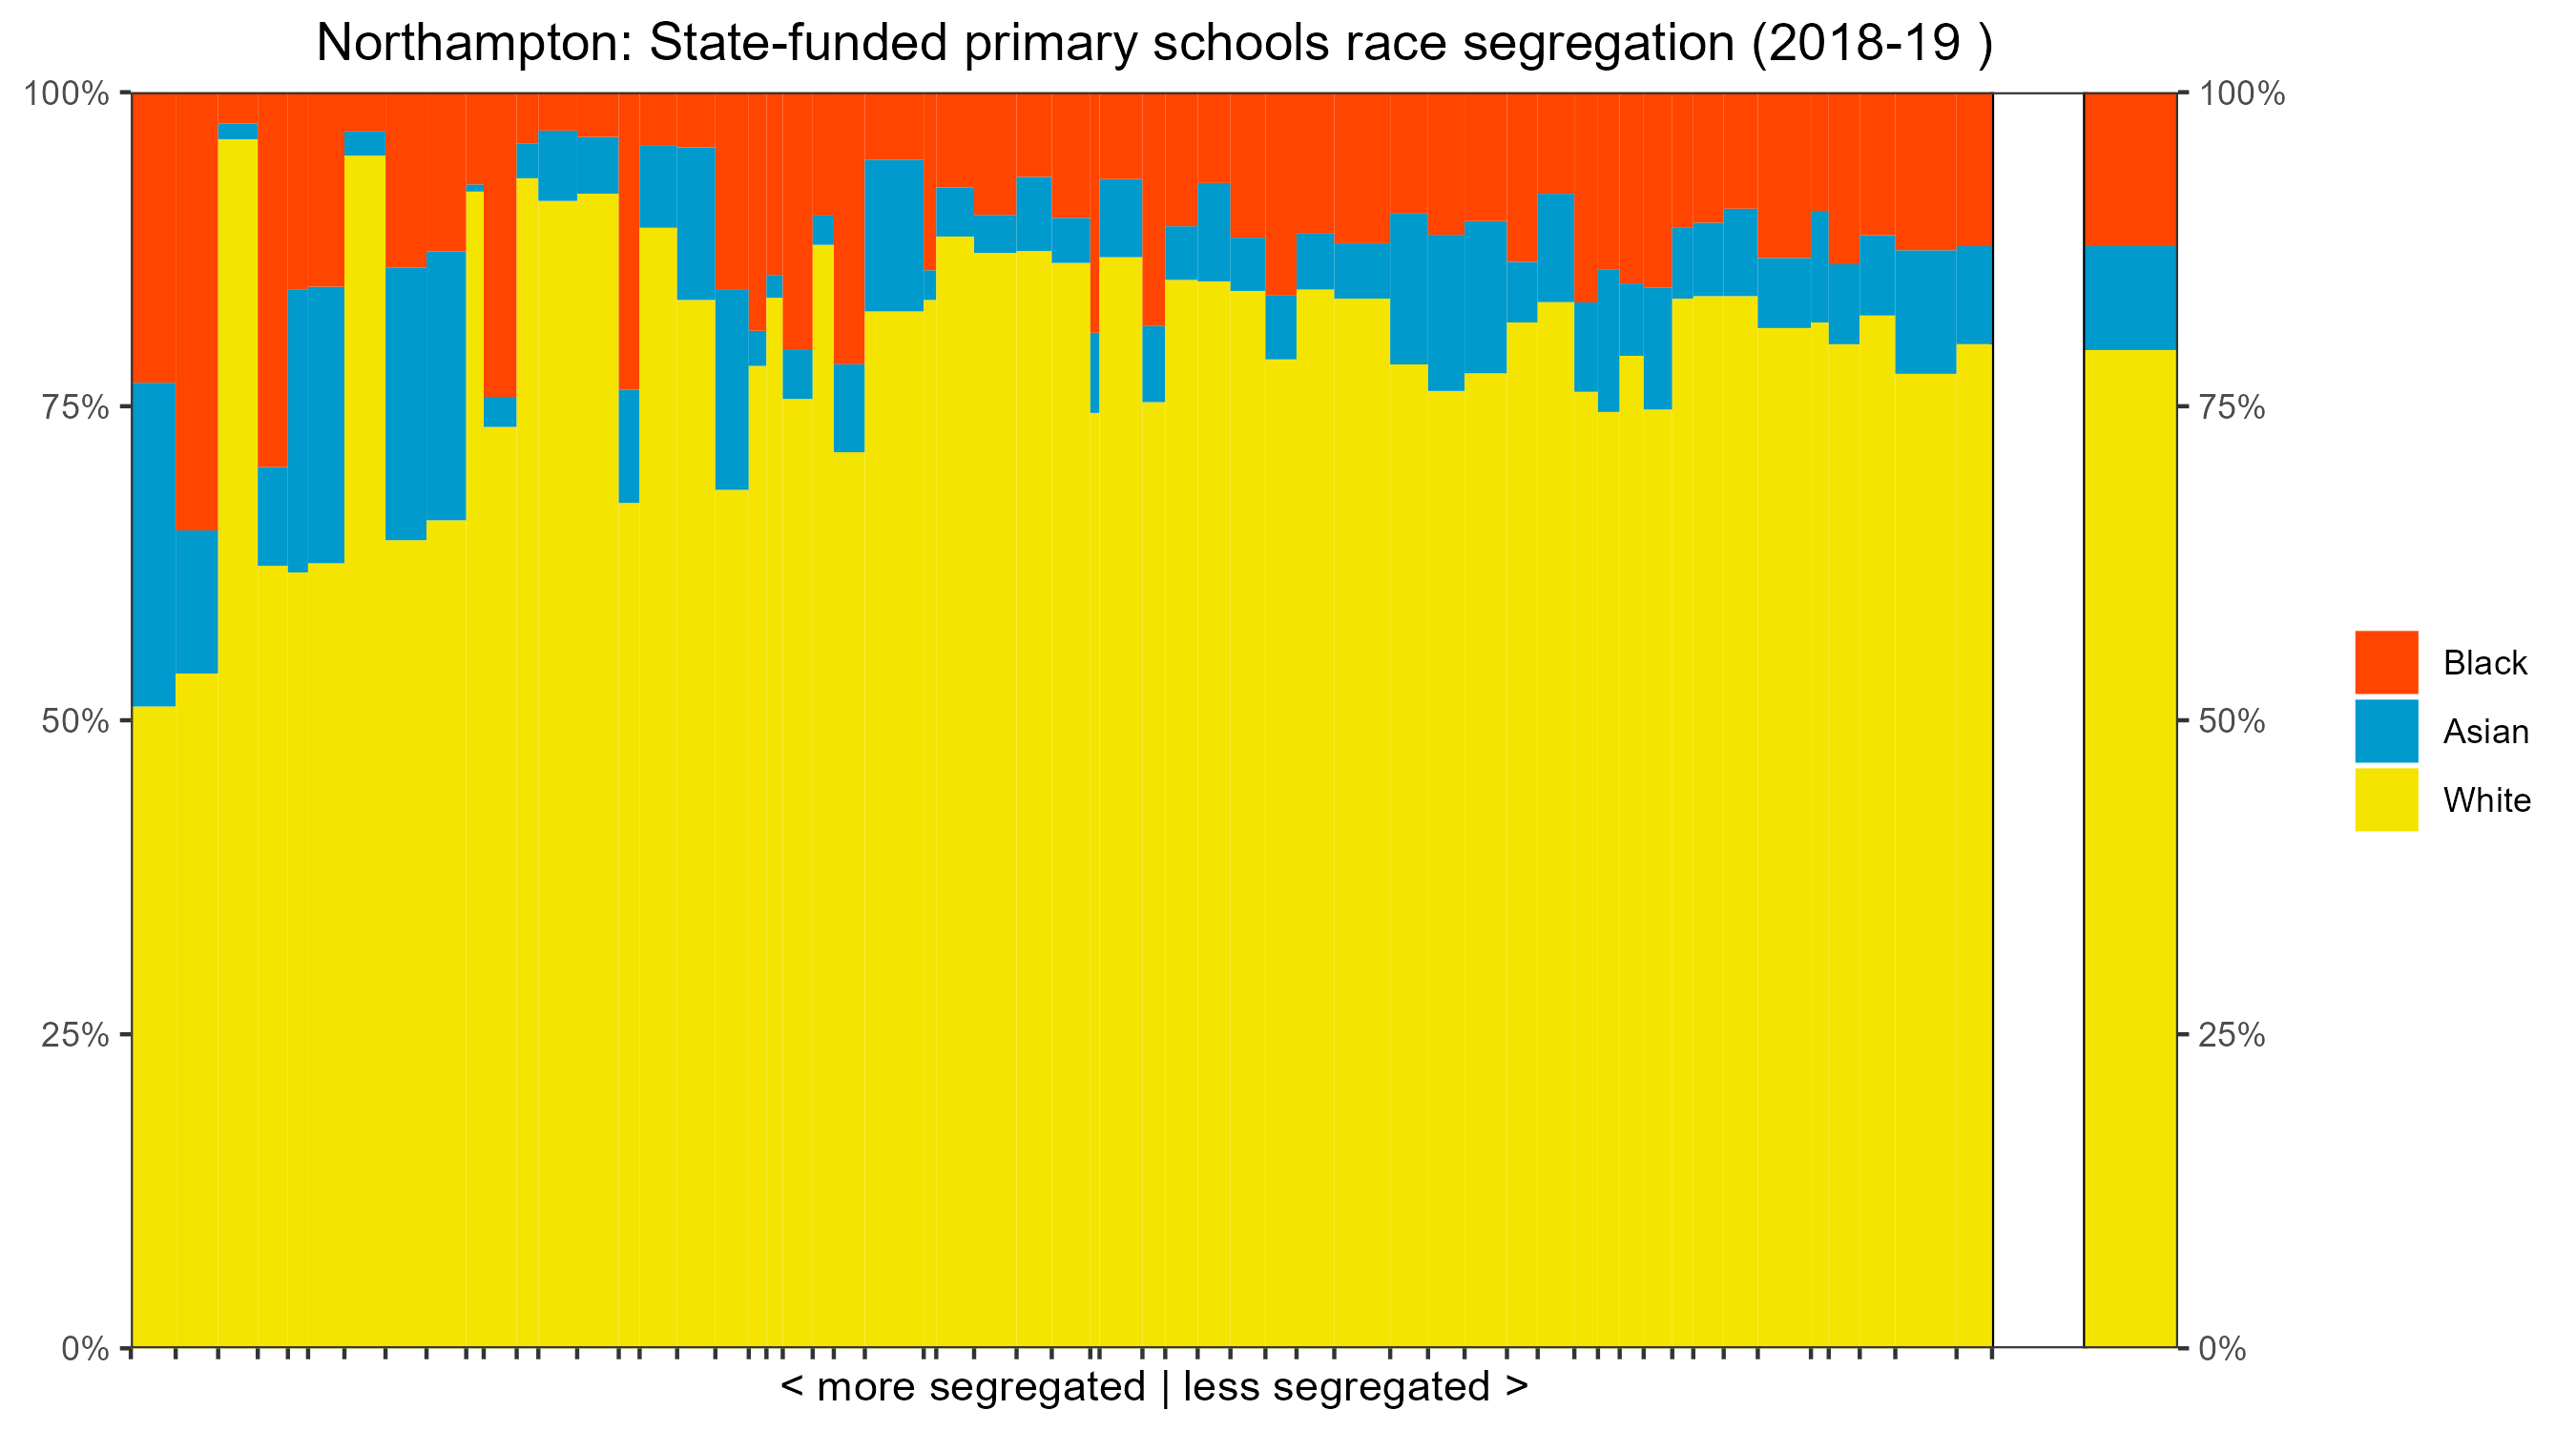 Northampton: State-funded primary schools race segregation (2018-19 )
100%
75%
50%
25%
0%
100%
75%
50%
25%
0%
Black
Asian
White
< more segregated | less segregated >